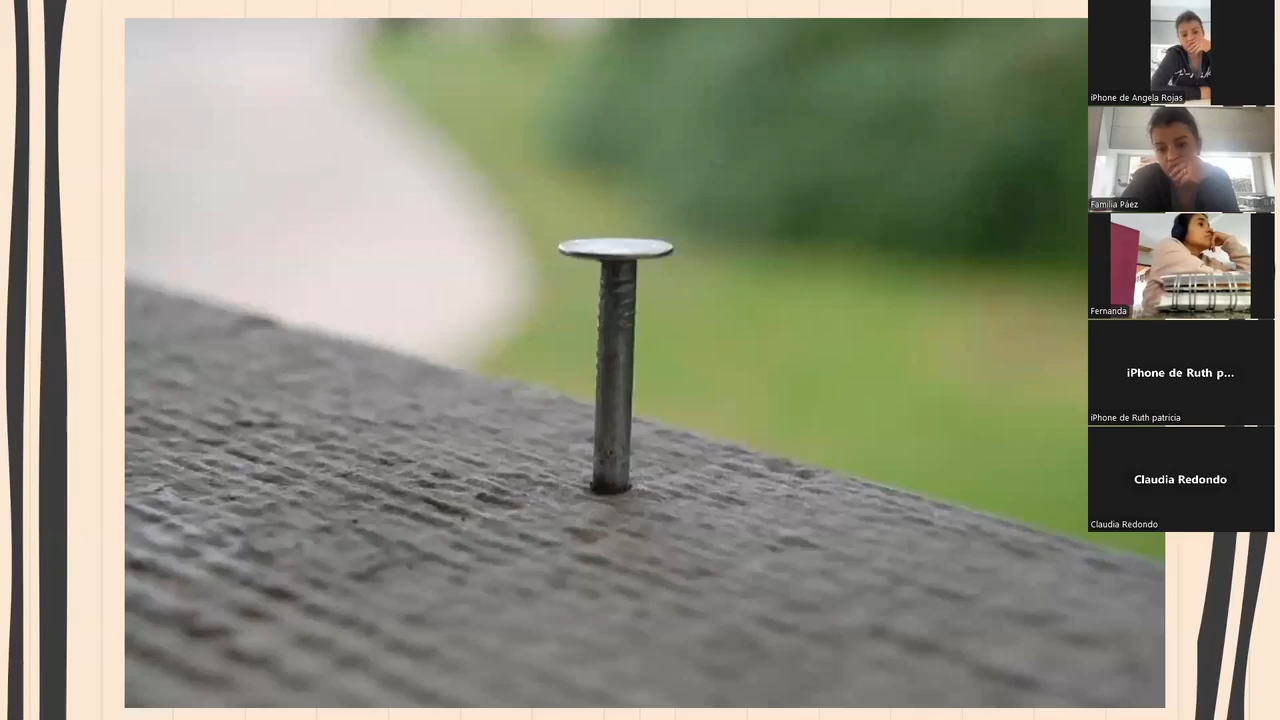 iPhone de Angela Rojas
Familia Páez
Fernanda
iPhone de Ruth p...
iPhone de Ruth patricia
Claudia Redondo
Claudia Redondo